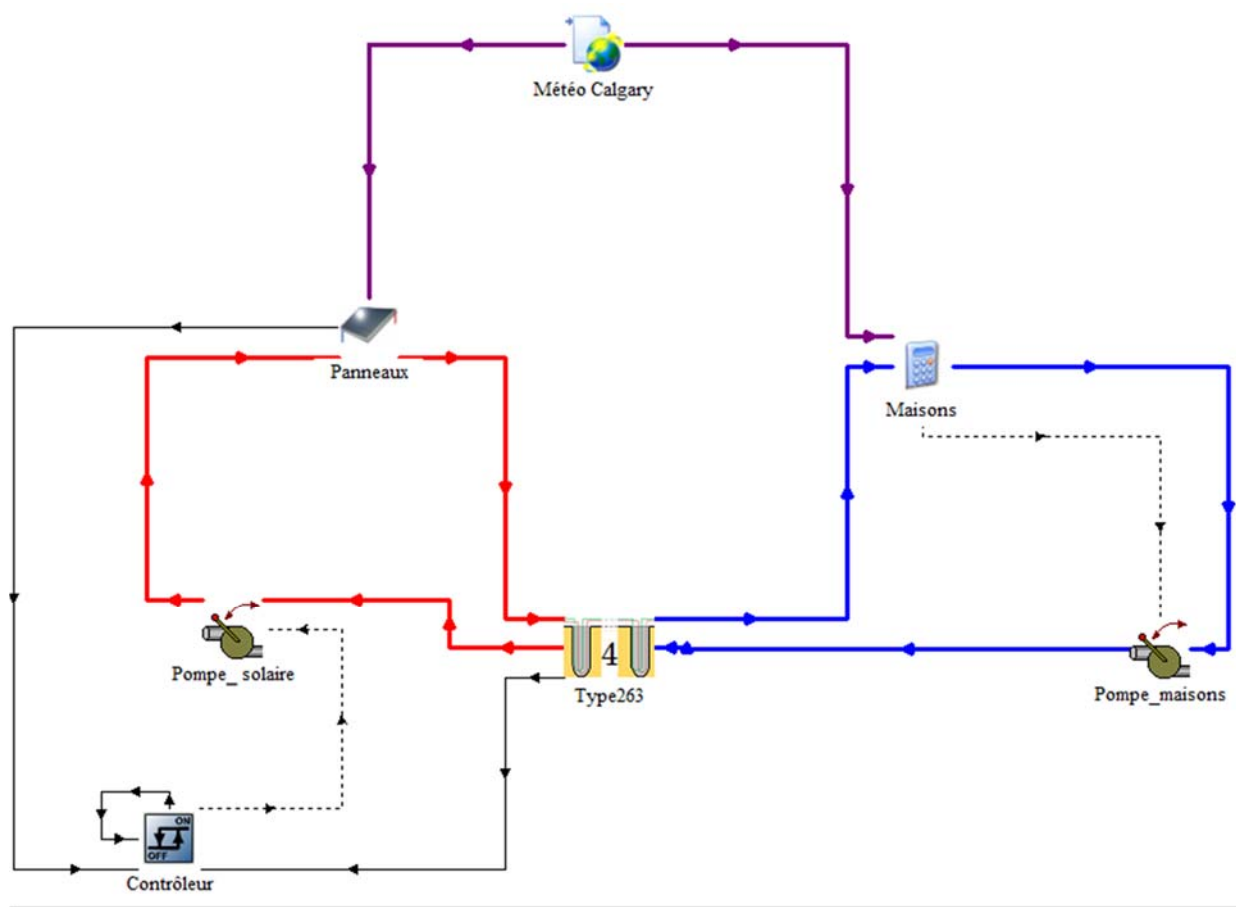 Météo Calgary
Panneaux
Maisons
4
Pompe_ solaire
Type263
Pompe_maisons
ON
OFF
Contrôleur